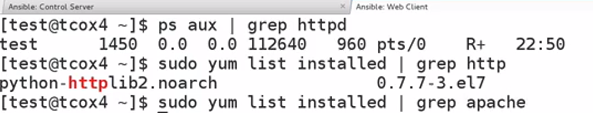 Ansible: Control Server × Ansible: Web Client
[test@tcox4 ~]$ ps aux | grep httpd
test      1450  0.0  0.0 112640   960 pts/0    R+   22:50
[test@tcox4 ~]$ sudo yum list installed | grep http
python-httplib2.noarch                0.7.7-3.el7
[test@tcox4 ~]$ sudo yum list installed | grep apache